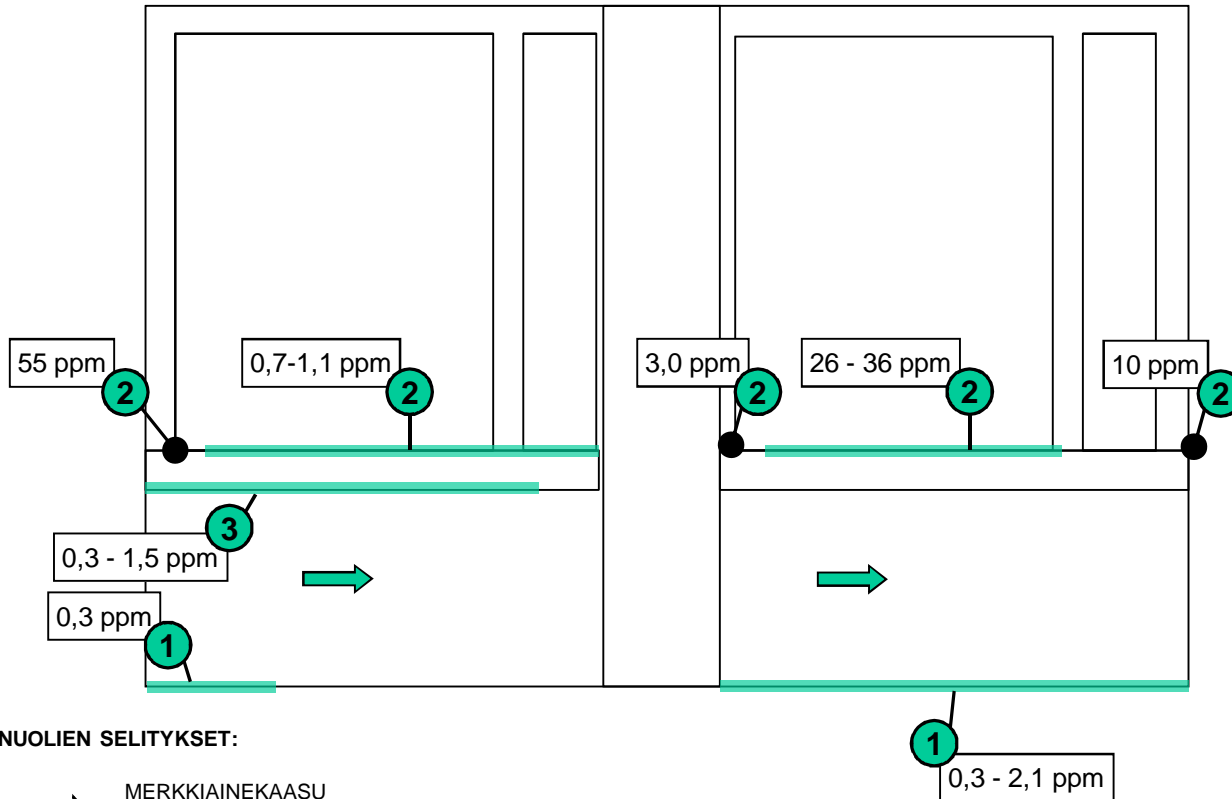 55 ppm
2
0,7-1,1 ppm
2
3,0 ppm
2
26 - 36 ppm
2
10 ppm
2
3
0,3 - 1,5 ppm
0,3 ppm
1
1
0,3 - 2,1 ppm
NUOLIEN SELITYKSET:
MERKKIAINEKAASU